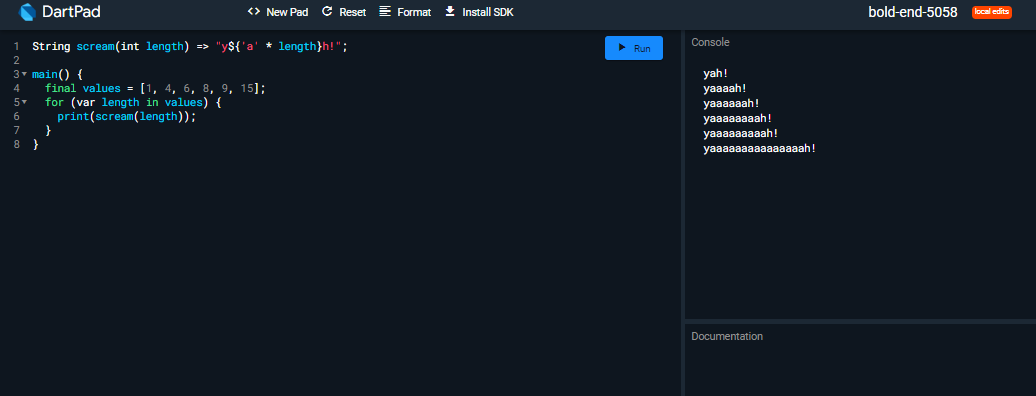 DartPad
<> New Pad
Reset
Format
Install SDK
bold-end-5058
local edits
1 String scream(int length) => "y${'a' * length}h!";
2
3 main() {
4   final values = [1, 4, 6, 8, 9, 15];
5   for (var length in values) {
6     print(scream(length));
7   }
8 }
Run
Console
yah!
yaaaah!
yaaaaaah!
yaaaaaaaah!
yaaaaaaaaah!
yaaaaaaaaaaaaaaah!
Documentation